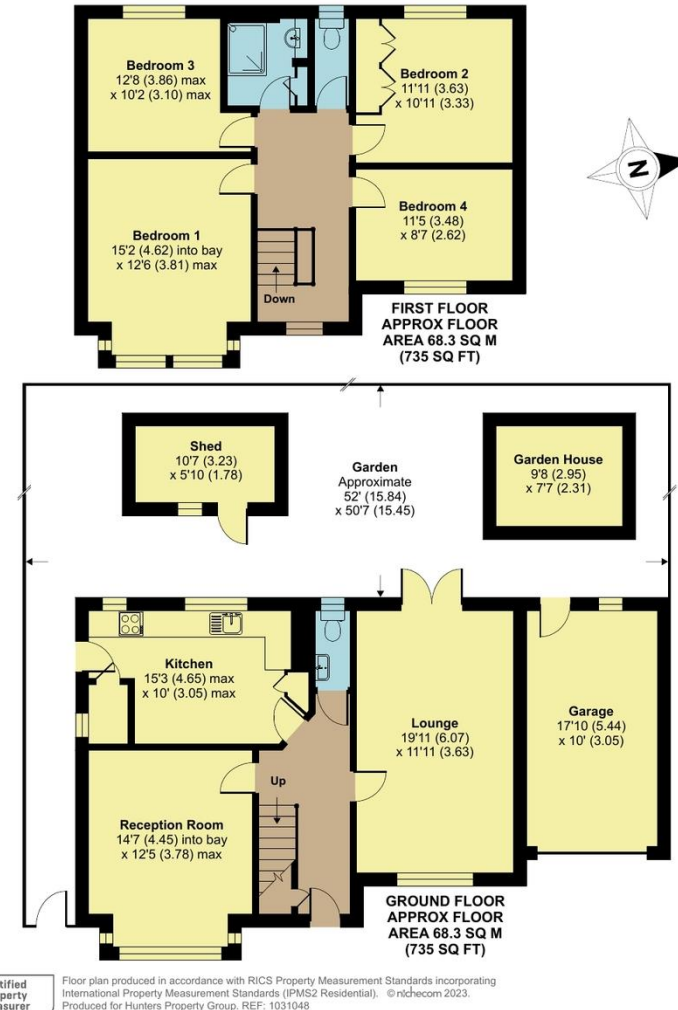 Bedroom 3
12'8 (3.86) max
x 10'2 (3.10) max
Bedroom 2
11'11 (3.63)
x 10'11 (3.33)
N
Bedroom 1
15'2 (4.62) into bay
x 12'6 (3.81) max
Bedroom 4
11'5 (3.48)
x 8'7 (2.62)
Down
FIRST FLOOR
APPROX FLOOR
AREA 68.3 SQ M
(735 SQ FT)
Shed
10'7 (3.23)
x 5'10 (1.78)
Garden
Approximate
52' (15.84)
x 50'7 (15.45)
Garden House
9'8 (2.95)
x 7'7 (2.31)
Kitchen
15'3 (4.65) max
x 10' (3.05) max
Lounge
19'11 (6.07)
x 11'11 (3.63)
Garage
17'10 (5.44)
x 10' (3.05)
Up
Reception Room
14'7 (4.45) into bay
x 12'5 (3.78) max
GROUND FLOOR
APPROX FLOOR
AREA 68.3 SQ M
(735 SQ FT)
tified
perty
asurer
Floor plan produced in accordance with RICS Property Measurement Standards incorporating
International Property Measurement Standards (IPMS2 Residential). © nichecom 2023.
Produced for Hunters Property Group. REF: 1031048